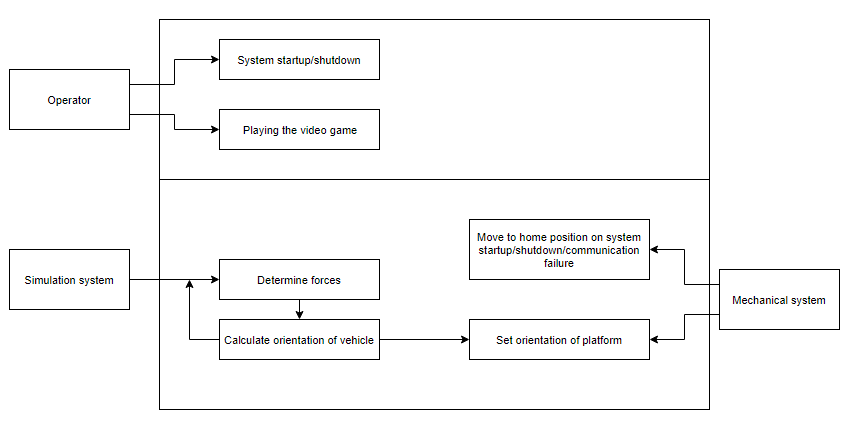 System startup/shutdown
Operator
Playing the video game
Move to home position on system
startup/shutdown/communication
failure
Simulation system
Determine forces
Mechanical system
Calculate orientation of vehicle
Set orientation of platform